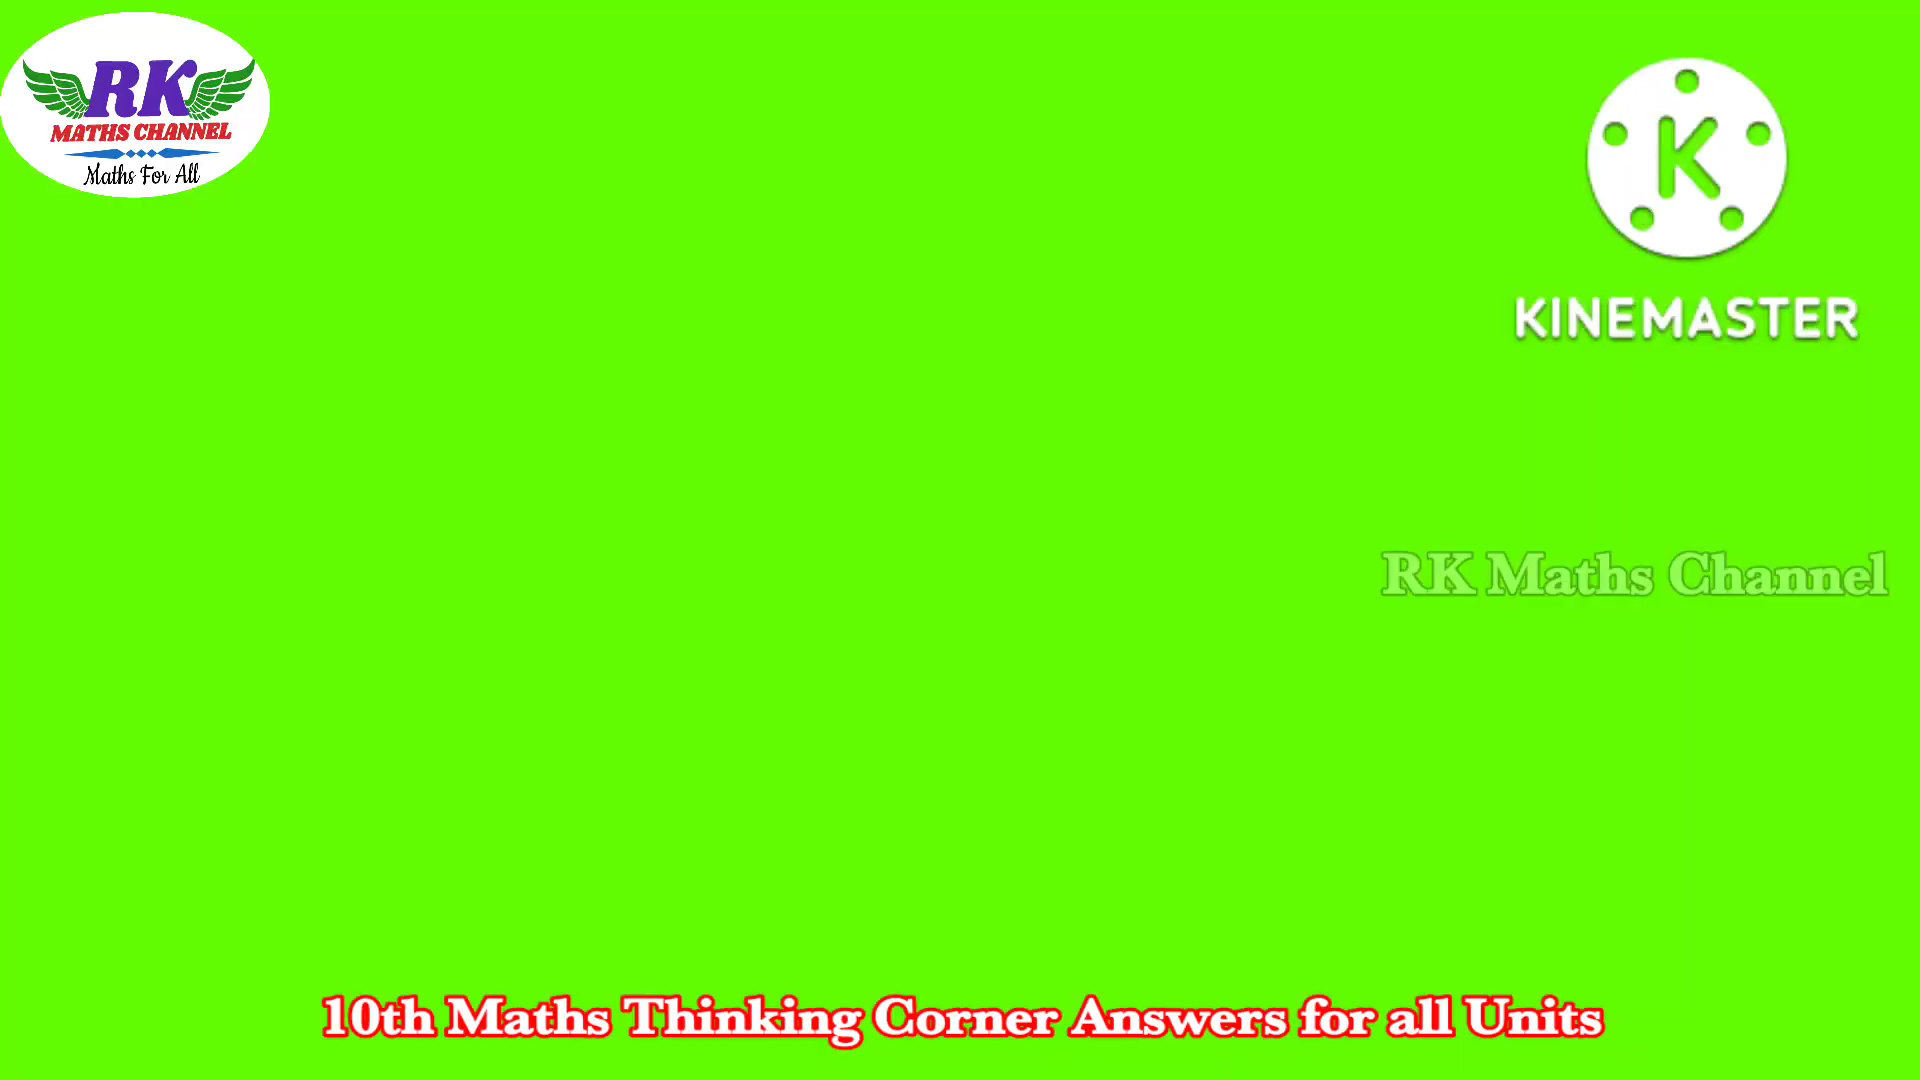 RK
MATHS CHANNEL
Maths For All
K
KINEMASTER
RK Maths Channel
10th Maths Thinking Corner Answers for all Units